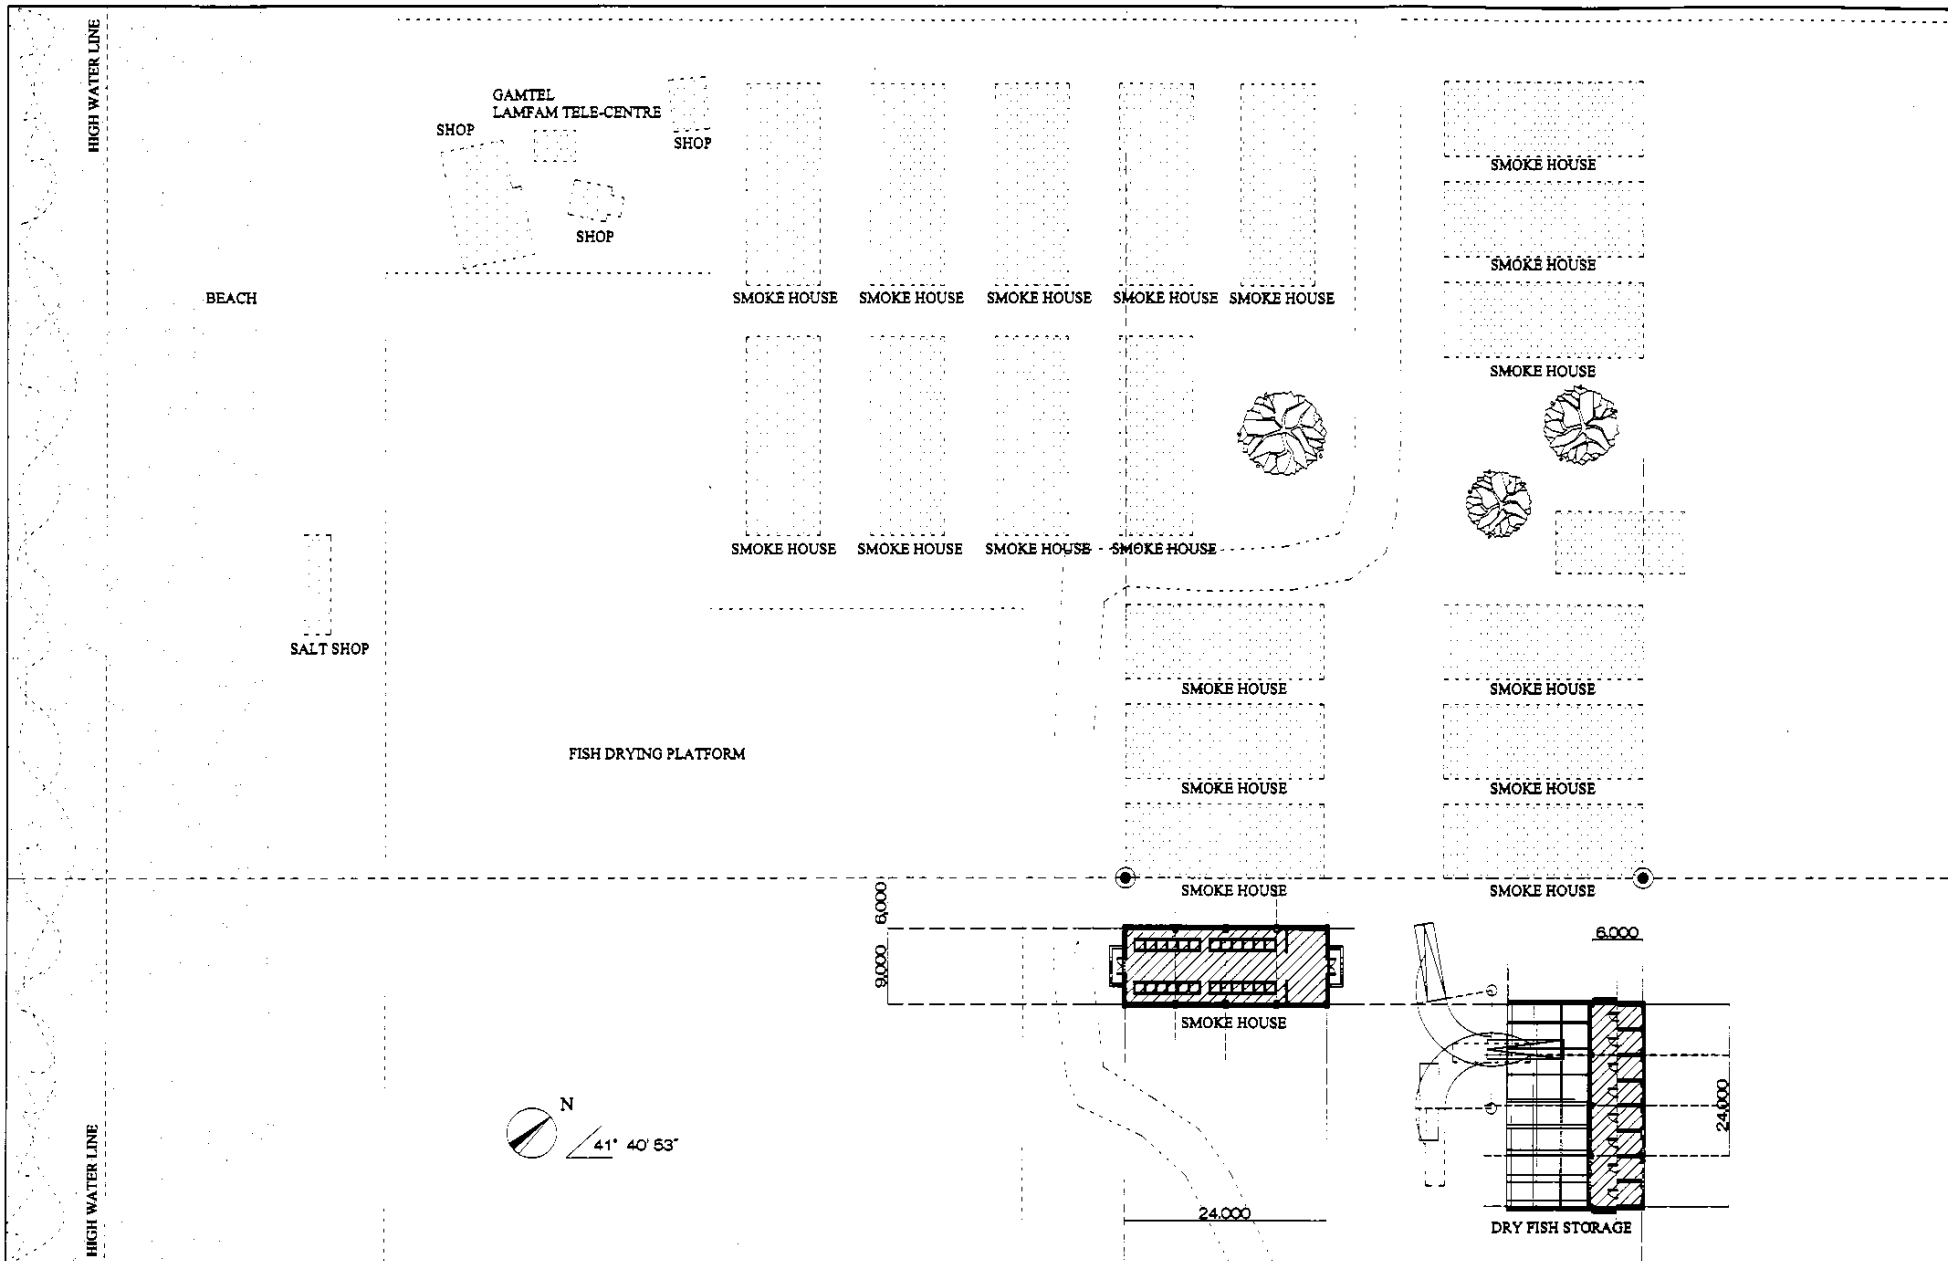 HIGH WATER LINE
GAMTEL
LAMFAM TELE-CENTRE
SHOP
SHOP
SHOP
SMOKE HOUSE
SMOKE HOUSE
BEACH
SMOKE HOUSE
SMOKE HOUSE
SMOKE HOUSE
SMOKE HOUSE
SMOKE HOUSE
SMOKE HOUSE
SMOKE HOUSE
SMOKE HOUSE
SMOKE HOUSE
SMOKE HOUSE
SALT SHOP
SMOKE HOUSE
SMOKE HOUSE
FISH DRYING PLATFORM
SMOKE HOUSE
SMOKE HOUSE
SMOKE HOUSE
SMOKE HOUSE
6,000
9,000
6.000
SMOKE HOUSE
24.000
N
41° 40' 53"
HIGH WATER LINE
24.000
DRY FISH STORAGE